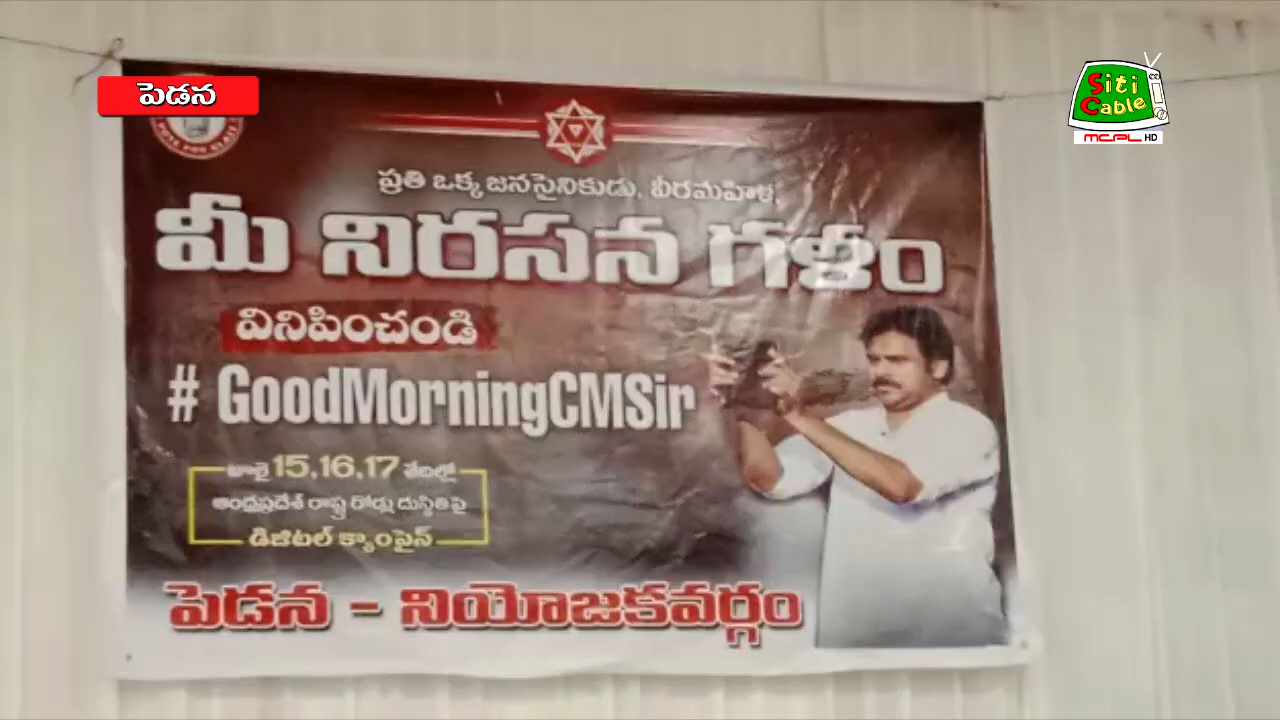 పెడన
Siti
Cable
MCPL HD
ప్రతి ఒక్క జనసైనికుడు, వీరమహిళ,
మీ నిరసన గళం
వినిపించండి
# GoodMorningCMSir
జూలై 15,16,17 తేదిల్లో
ఆంధ్రప్రదేశ్ రాష్ట్ర రోడ్లు దుస్థితి పై
డిజిటల్ క్యాంపైన్
పెడన - నియోజకవర్గం